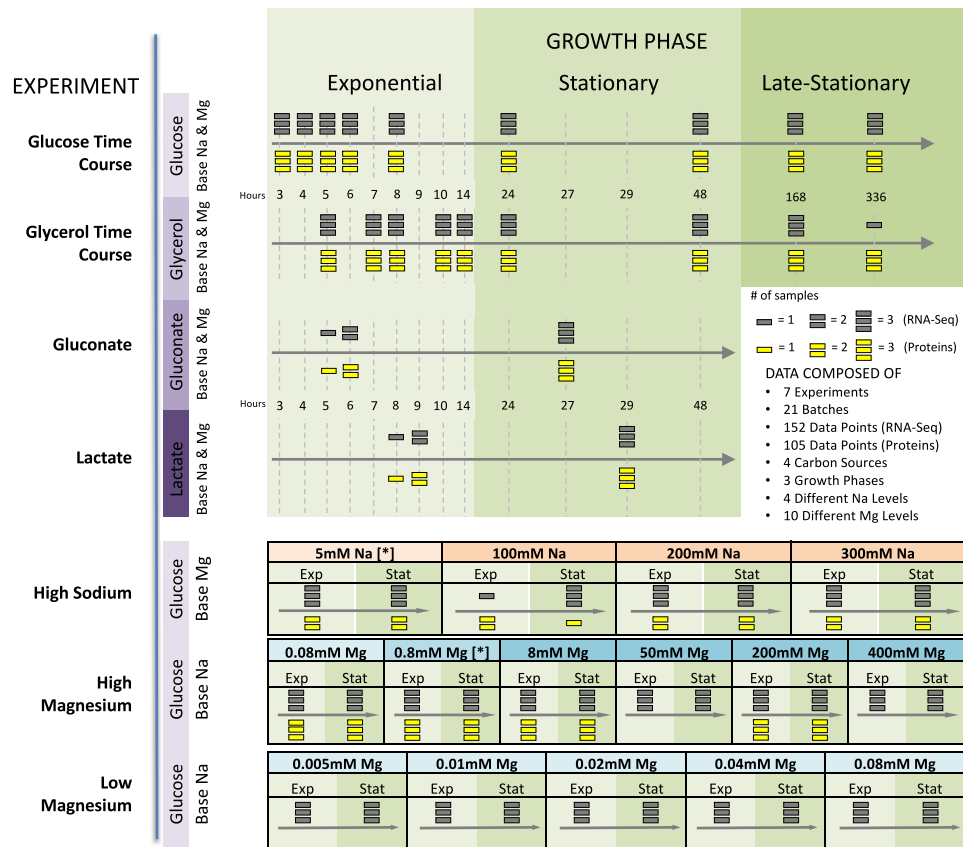 GROWTH PHASE
EXPERIMENT
Exponential
Stationary
Late-Stationary
Glucose Time
Course
Glucose
Base Na & Mg
Hours 3 4 5 6 7 8 9 10 14 24 27 29 48 168 336
Glycerol Time
Course
Glycerol
Base Na & Mg
# of samples
= 1 = 2 = 3 (RNA-Seq)
= 1 = 2 = 3 (Proteins)
Gluconate
Gluconate
Base Na & Mg
DATA COMPOSED OF
• 7 Experiments
• 21 Batches
• 152 Data Points (RNA-Seq)
• 105 Data Points (Proteins)
• 4 Carbon Sources
• 3 Growth Phases
• 4 Different Na Levels
• 10 Different Mg Levels
Hours 3 4 5 6 7 8 9 10 14 24 27 29 48
Lactate
Lactate
Base Na & Mg
High Sodium
Glucose
Base Mg
5mM Na [*] 100mM Na 200mM Na 300mM Na
Exp Stat Exp Stat Exp Stat Exp Stat
High
Magnesium
Glucose
Base Na
0.08mM Mg 0.8mM Mg [*] 8mM Mg 50mM Mg 200mM Mg 400mM Mg
Exp Stat Exp Stat Exp Stat Exp Stat Exp Stat Exp Stat
Low
Magnesium
Glucose
Base Na
0.005mM Mg 0.01mM Mg 0.02mM Mg 0.04mM Mg 0.08mM Mg
Exp Stat Exp Stat Exp Stat Exp Stat Exp Stat